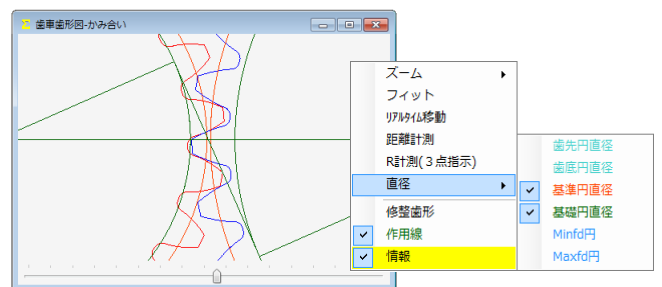 Σ 歯車歯形図-かみ合い
ズーム
フィット
リアルタイム移動
距離計測
R計測(３点指示)
直径
修整歯形
作用線
情報
歯先円直径
歯底円直径
基準円直径
基礎円直径
Minfd円
Maxfd円